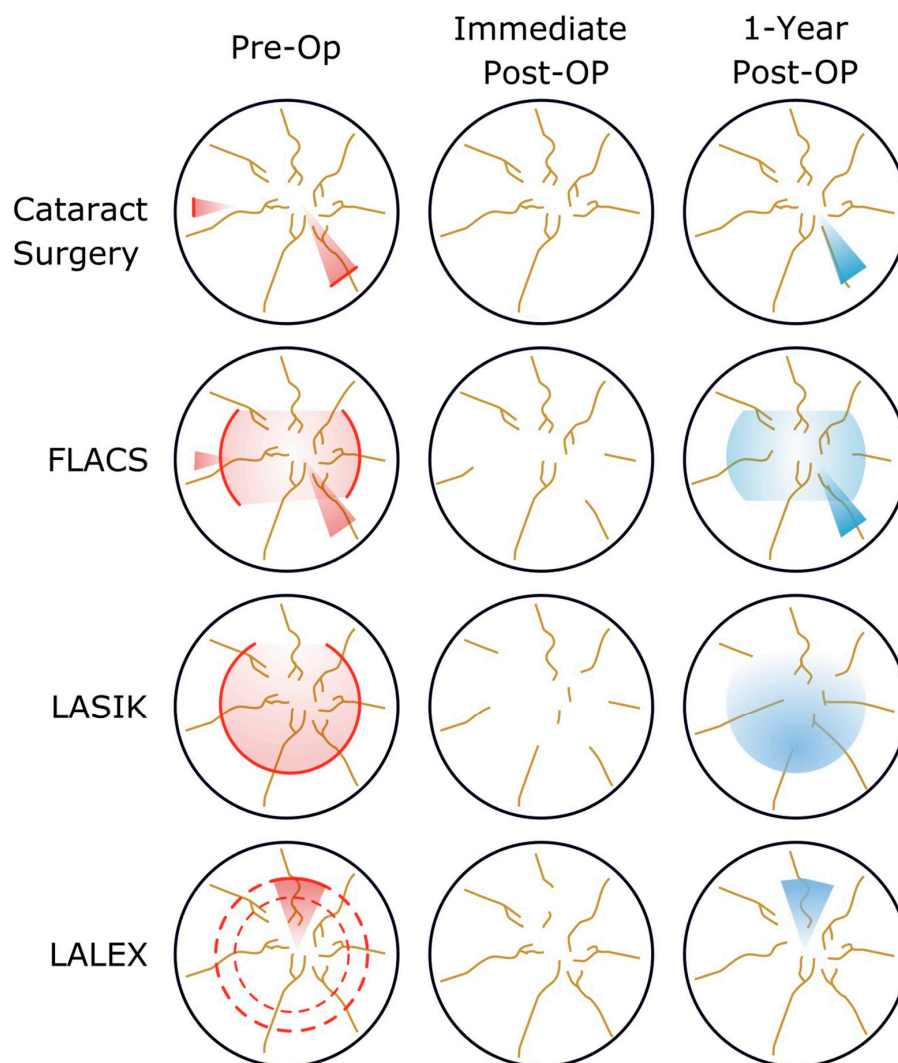 Pre-Op
Immediate
Post-OP
1-Year
Post-OP
Cataract
Surgery
FLACS
LASIK
LALEX